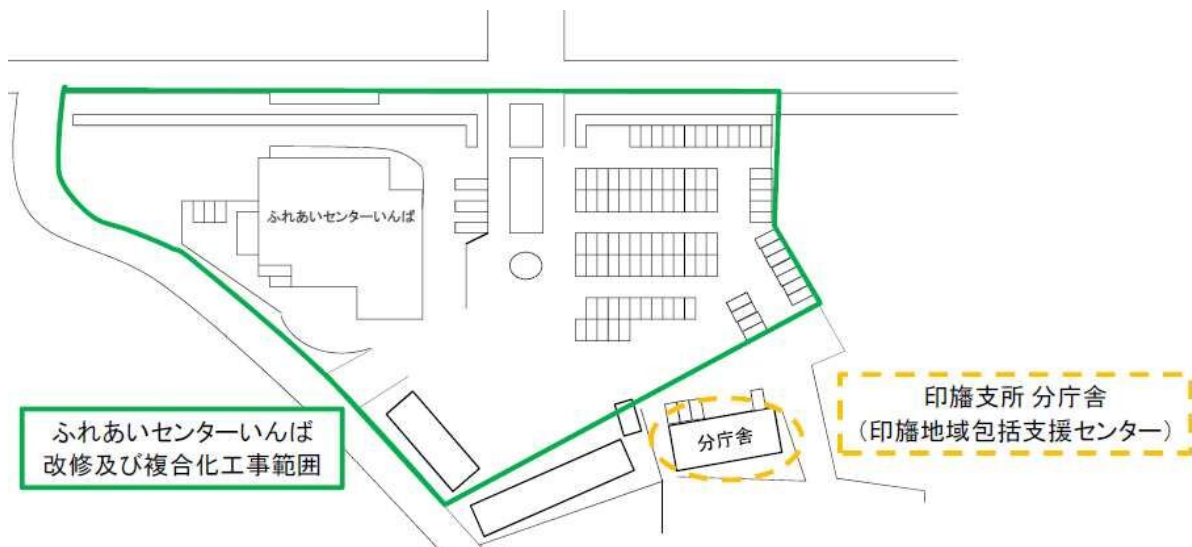 ふれあいセンターいんば
印旛支所 分庁舎
(印旛地域包括支援センター)
分庁舎
ふれあいセンターいんば
改修及び複合化工事範囲